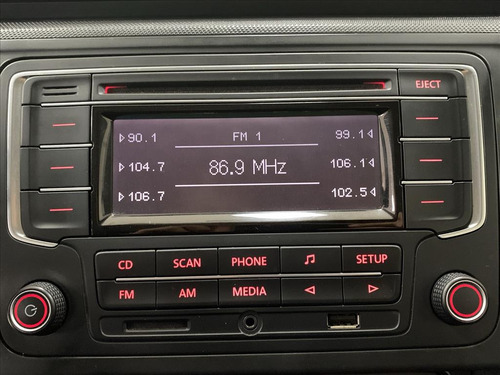 EJECT
90.1 FM 1 99.1
104.7 86.9 MHz 106.1
106.7 102.5
CD SCAN PHONE SETUP
FM AM MEDIA